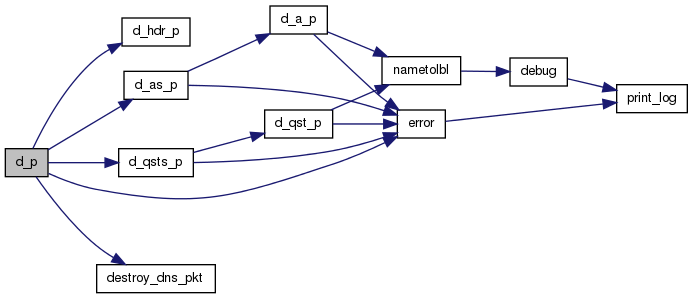 d_p
d_hdr_p
d_as_p
d_qsts_p
destroy_dns_pkt
d_a_p
d_qst_p
nametolbl
error
debug
print_log